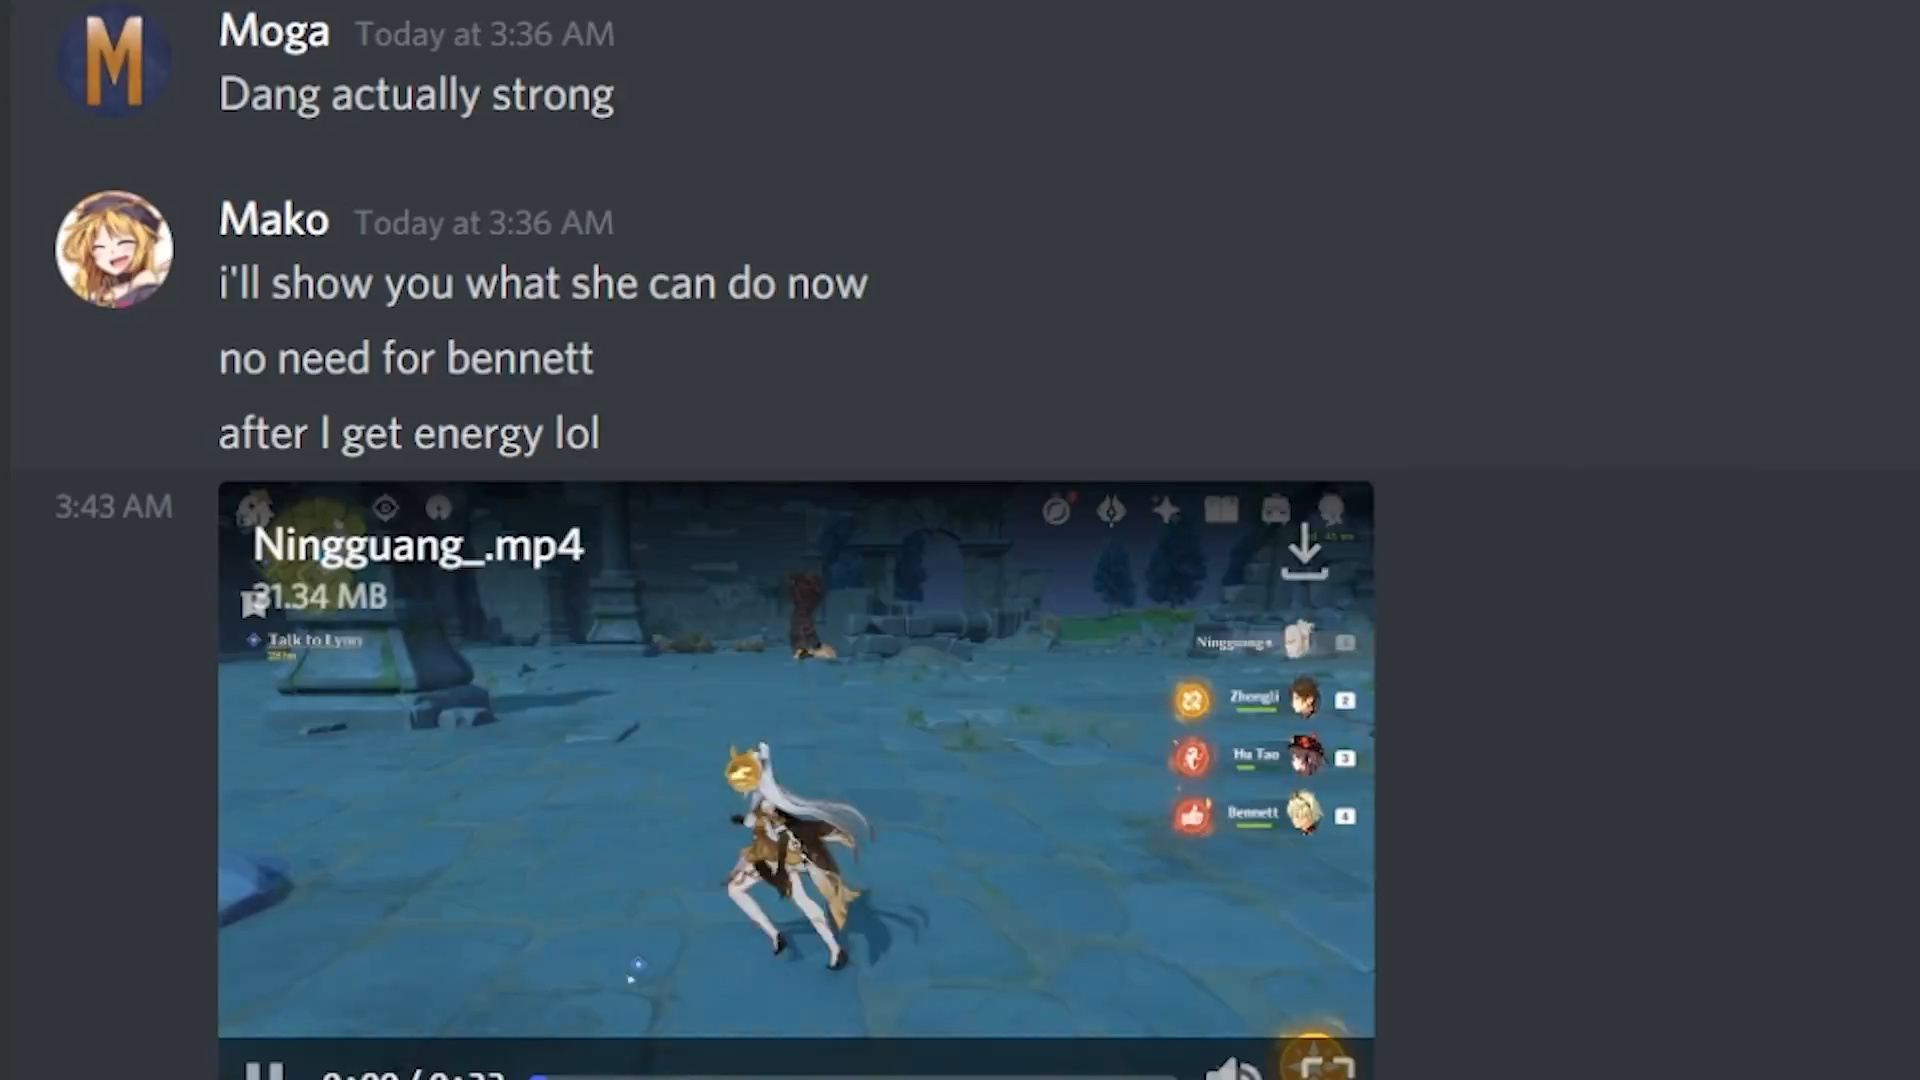 M
Moga Today at 3:36 AM
Dang actually strong
Mako Today at 3:36 AM
i'll show you what she can do now
no need for bennett
after I get energy lol
3:43 AM
Ningguang_.mp4
31.34 MB
Talk to Lynn
Ningguang
Zhongli 2
Hu Tao 3
Bennett 4